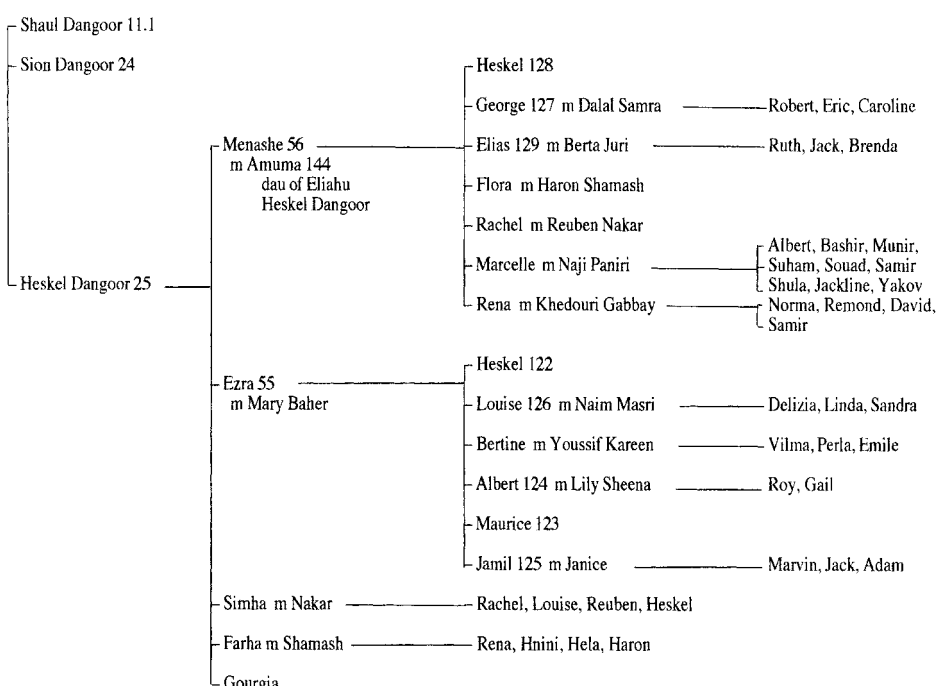 Shaul Dangoor 11.1
Sion Dangoor 24
Heskel Dangoor 25
Menashe 56
m Amuma 144
dau of Eliahu
Heskel Dangoor
Heskel 128
George 127 m Dalal Samra
Robert, Eric, Caroline
Elias 129 m Berta Juri
Ruth, Jack, Brenda
Flora m Haron Shamash
Rachel m Reuben Nakar
Marcelle m Naji Paniri
Albert, Bashir, Munir,
Suham, Souad, Samir
Shula, Jackline, Yakov
Rena m Khedouri Gabbay
Norma, Remond, David,
Samir
Ezra 55
m Mary Baher
Heskel 122
Louise 126 m Naim Masri
Delizia, Linda, Sandra
Bertine m Youssif Kareen
Vilma, Perla, Emile
Albert 124 m Lily Sheena
Roy, Gail
Maurice 123
Jamil 125 m Janice
Marvin, Jack, Adam
Simha m Nakar
Rachel, Louise, Reuben, Heskel
Farha m Shamash
Rena, Hnini, Hela, Haron
Gourgia